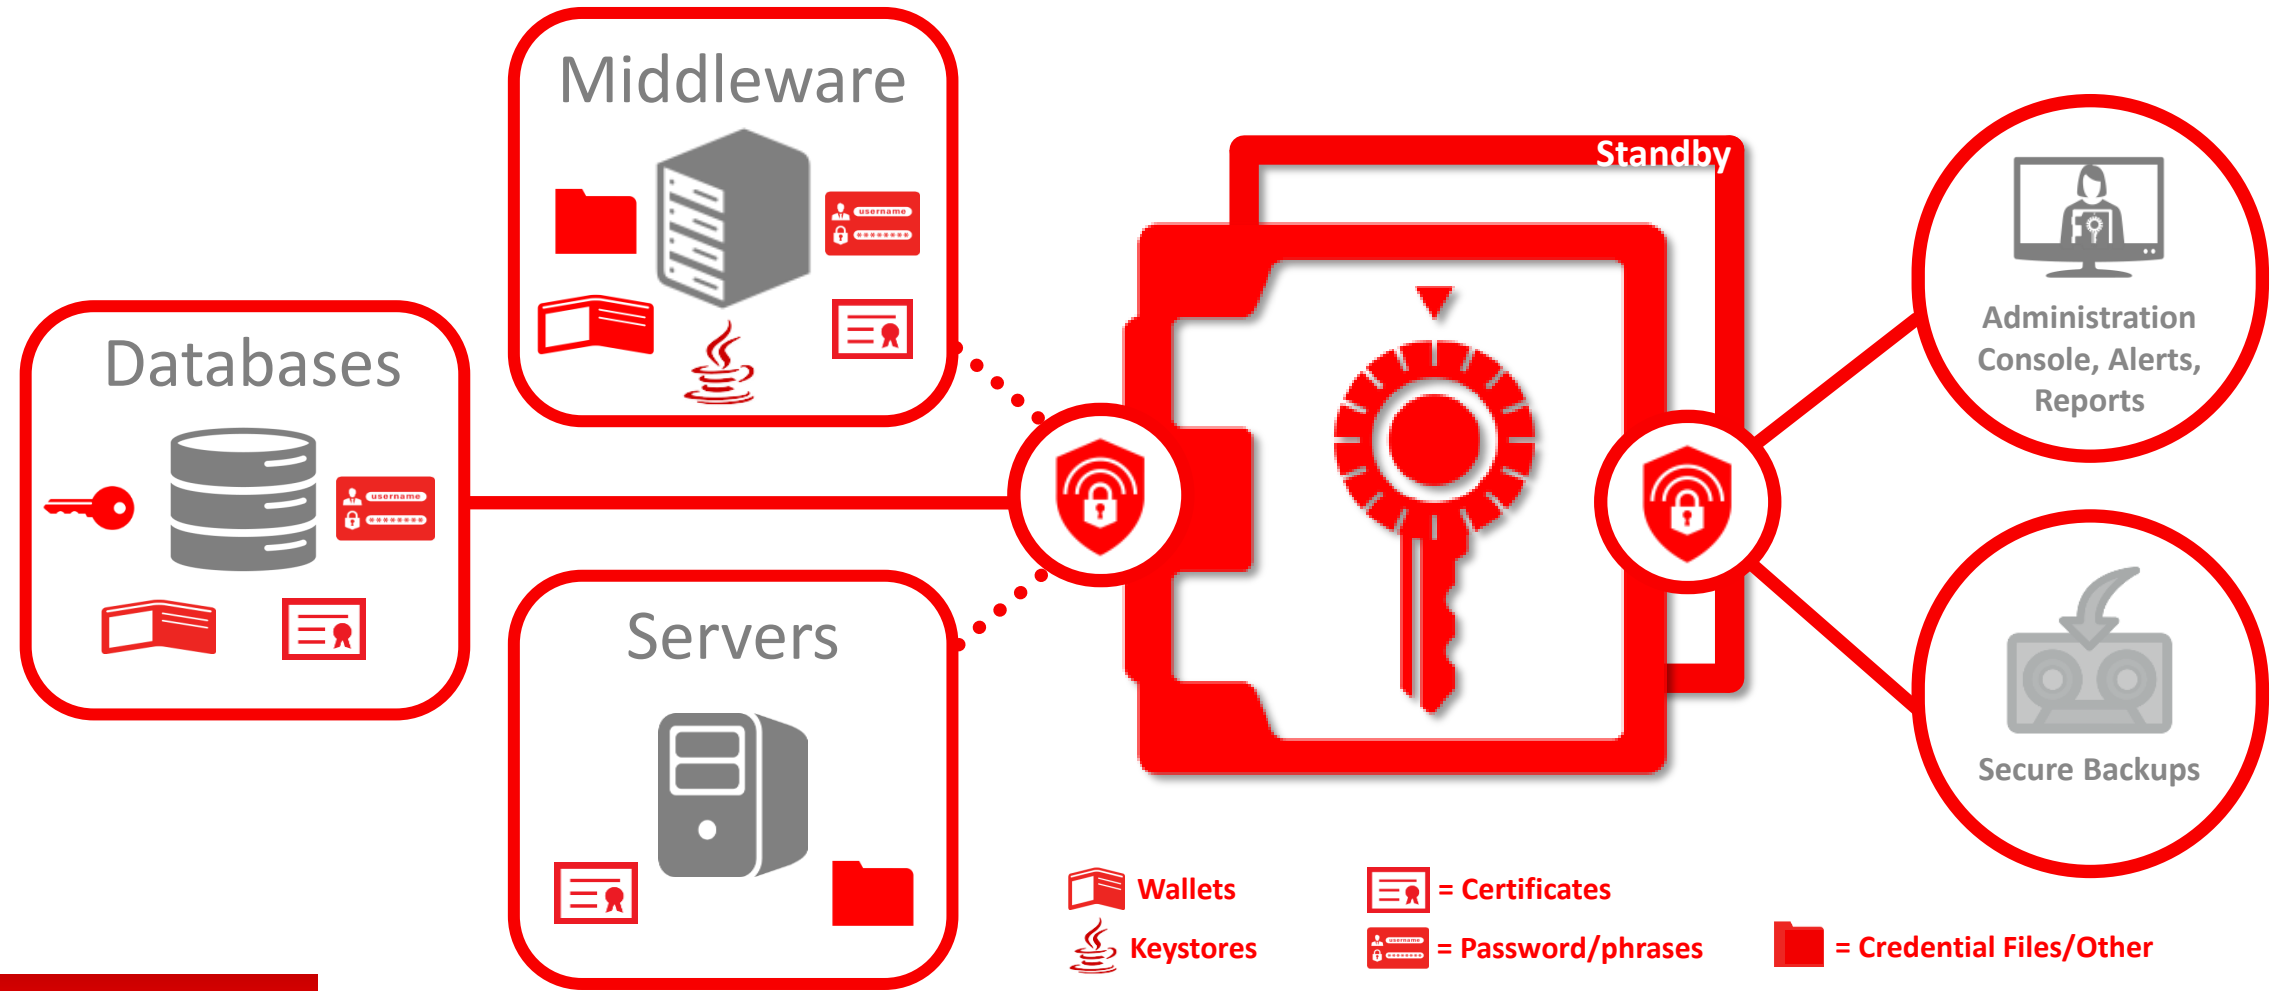 Middleware
username
********
Databases
username
********
Servers
Standby
Administration
Console, Alerts,
Reports
Secure Backups
Wallets
= Certificates
Keystores
username
********
= Password/phrases
= Credential Files/Other